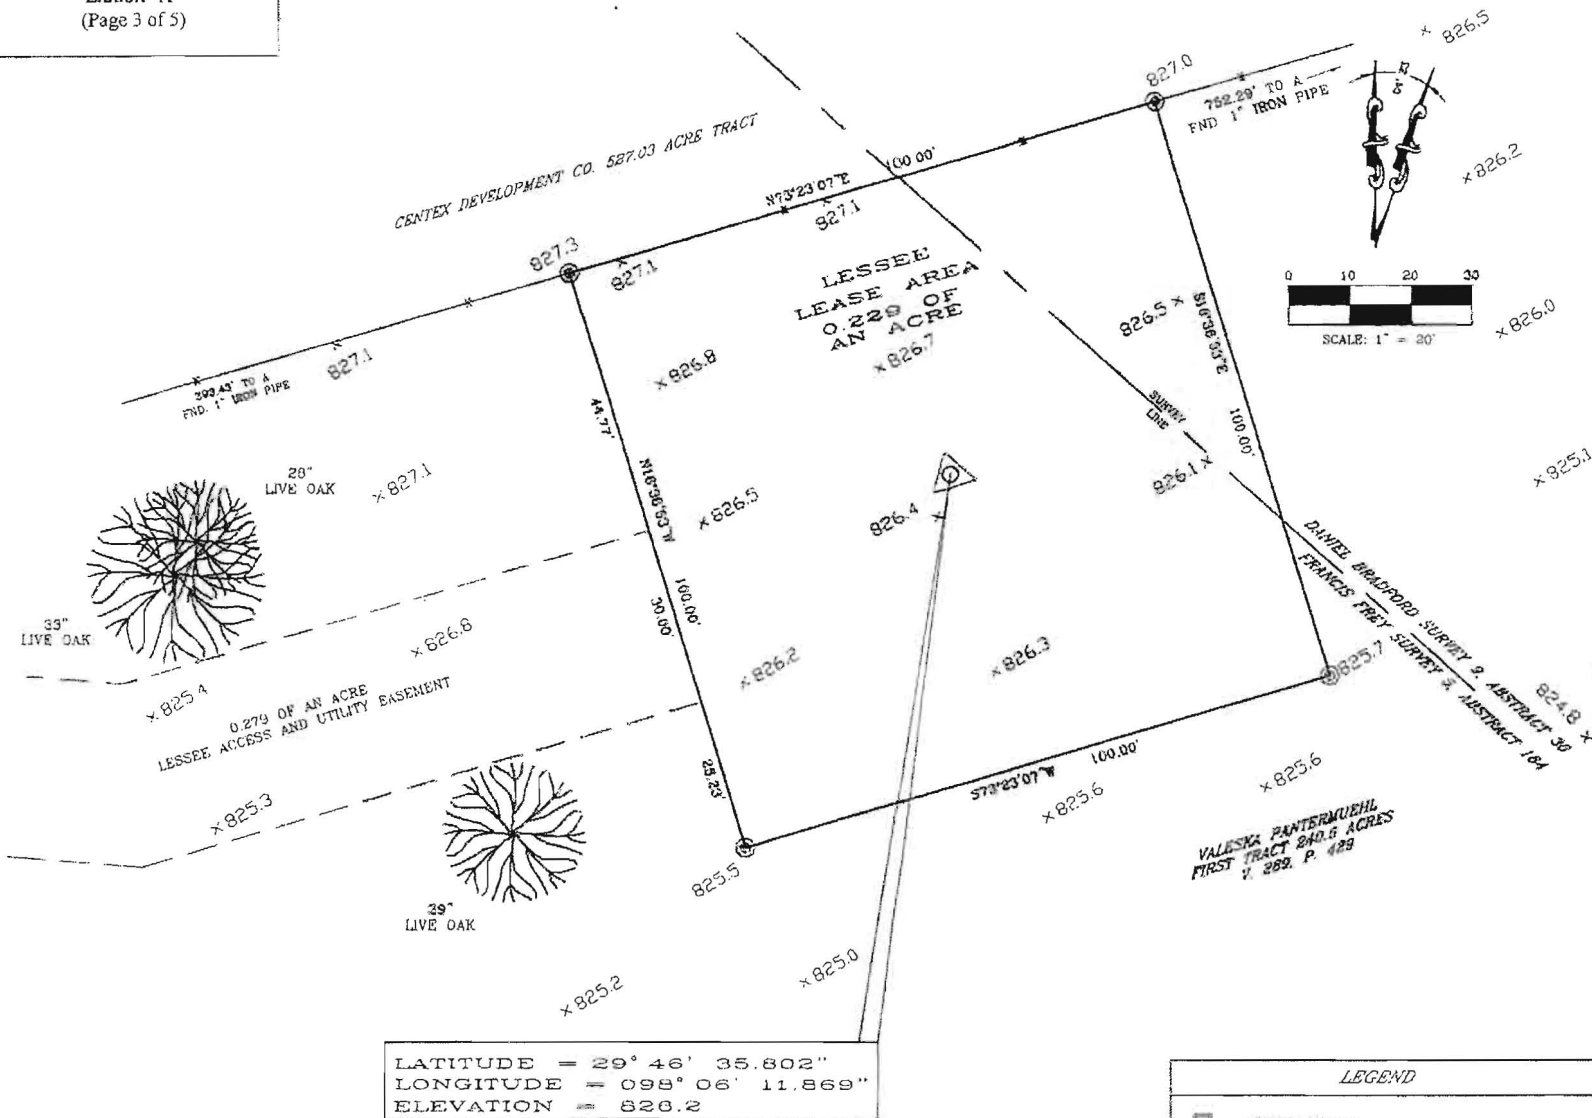 (Page 3 of 5)
826.5
827.0
752.29' TO A
FND 1" IRON PIPE
CENTEX DEVELOPMENT CO. 527.03 ACRE TRACT
N73°23'07"E
100.00'
826.2
827.3
827.1
827.1
LESSEE
LEASE AREA
0.229 OF
AN ACRE
826.5
S16°36'53"E
0 10 20 30
SCALE: 1" = 20'
826.0
393.43' TO A
FND. 1" IRON PIPE
827.1
826.8
826.7
44.77'
SURVEY
LINE
100.00'
28"
LIVE OAK
827.1
N16°36'53"W
826.5
826.4
826.1
825.1
33"
LIVE OAK
826.8
100.00'
30.00'
826.2
826.3
825.7
DANIEL BRADFORD SURVEY 9, ABSTRACT 36
FRANCIS FREY SURVEY ABSTRACT 184
824.8
825.4
0.279 OF AN ACRE
LESSEE ACCESS AND UTILITY EASEMENT
825.3
25.23'
S73°23'07"W
100.00'
825.6
825.6
VALESKA PANTERMUEHL
FIRST TRACT 240.6 ACRES
V. 289, P. 429
825.5
29"
LIVE OAK
825.2
825.0
LATITUDE = 29° 46' 35.802"
LONGITUDE = 098° 06' 11.869"
ELEVATION = 826.2
LEGEND